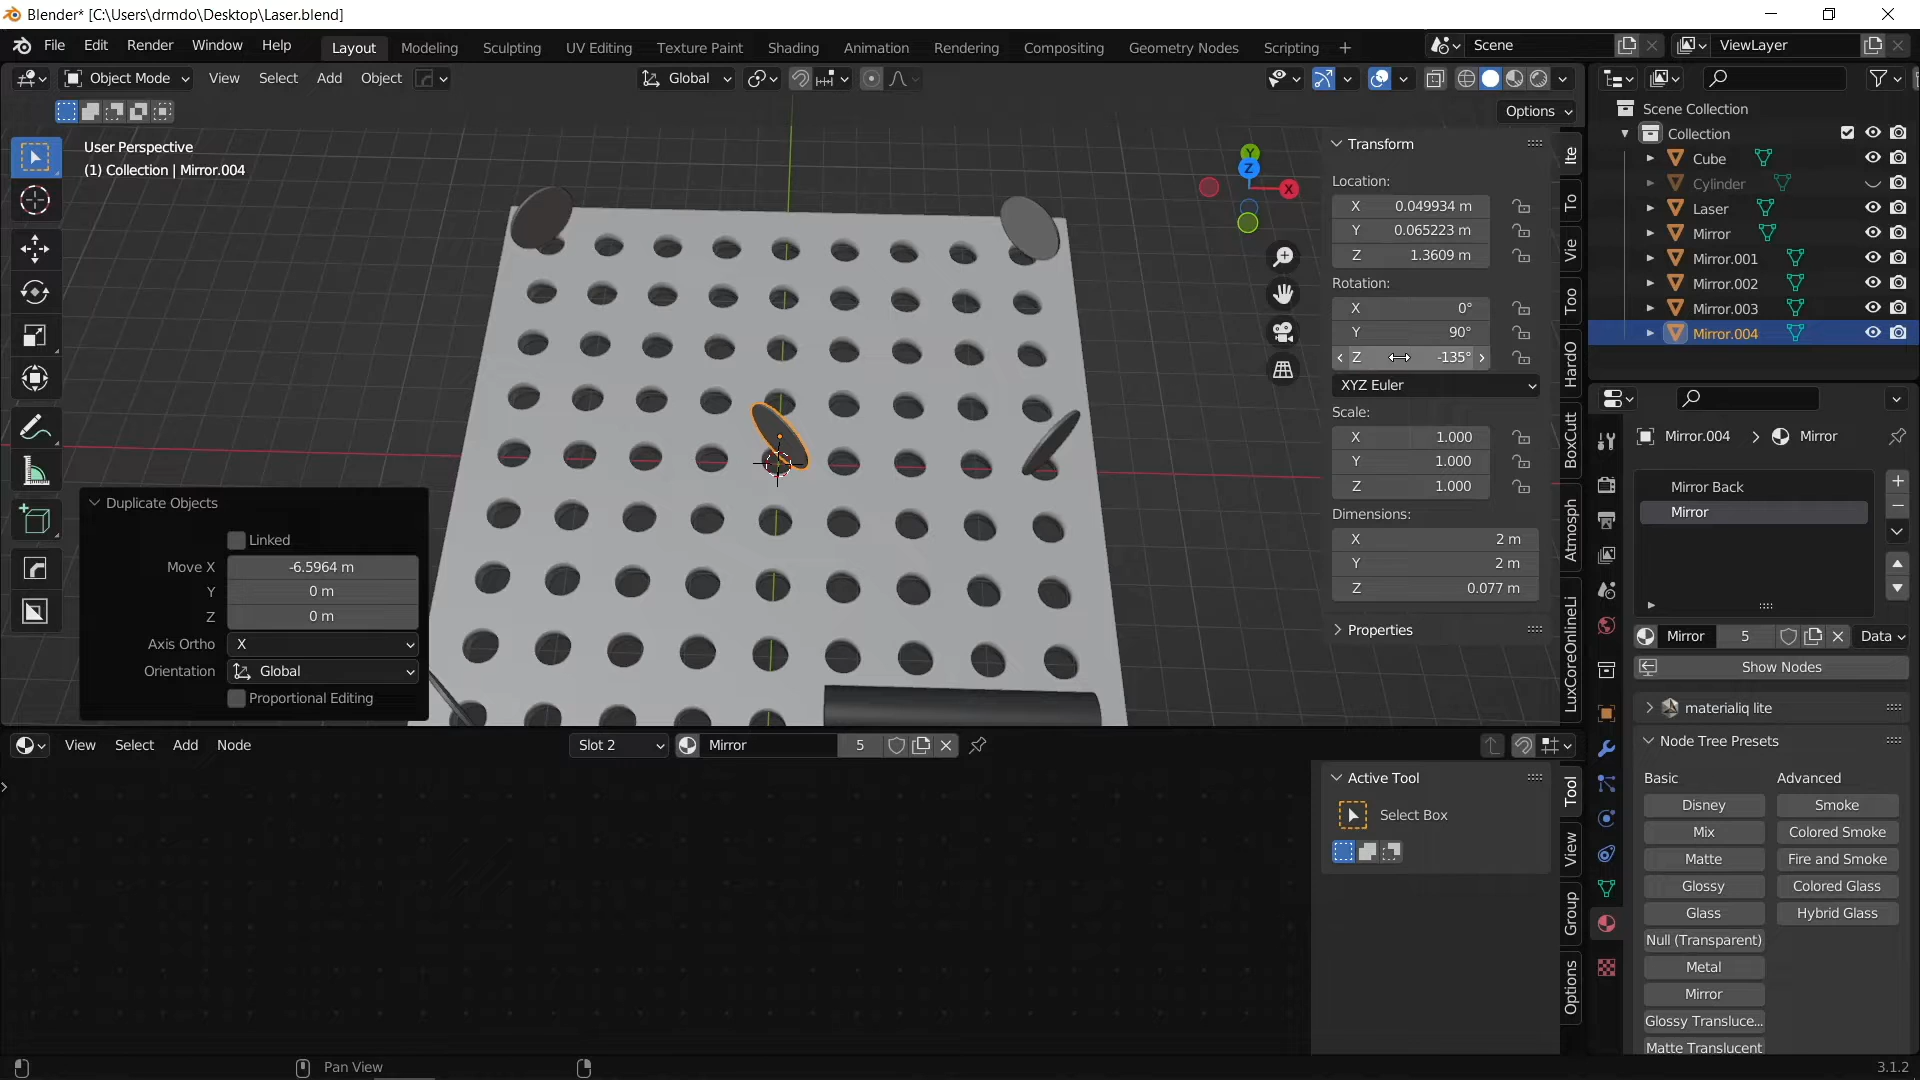 Blender* [C:\Users\drmdo\Desktop\Laser.blend]
File Edit Render Window Help Layout Modeling Sculpting UV Editing Texture Paint Shading Animation Rendering Compositing Geometry Nodes Scripting + Scene ViewLayer
Object Mode View Select Add Object Global
Options
User Perspective
(1) Collection | Mirror.004
Y
Z
X
Transform
Location:
X 0.049934 m
Y 0.065223 m
Z 1.3609 m
Rotation:
X 0°
Y 90°
Z -135°
XYZ Euler
Scale:
X 1.000
Y 1.000
Z 1.000
Dimensions:
X 2 m
Y 2 m
Z 0.077 m
Properties
Ite
To
Vie
Too
HardO
BoxCutt
Atmosph
LuxCoreOnlineLi
Scene Collection
Collection
Cube
Cylinder
Laser
Mirror
Mirror.001
Mirror.002
Mirror.003
Mirror.004
Mirror.004 > Mirror
Mirror Back
Mirror
Mirror 5 Data
Show Nodes
materialiq lite
Node Tree Presets
Basic Advanced
Disney Smoke
Mix Colored Smoke
Matte Fire and Smoke
Glossy Colored Glass
Glass Hybrid Glass
Null (Transparent)
Metal
Mirror
Glossy Transluce...
Matte Translucent
Duplicate Objects
Linked
Move X -6.5964 m
Y 0 m
Z 0 m
Axis Ortho X
Orientation Global
Proportional Editing
View Select Add Node Slot 2 Mirror 5
Active Tool
Select Box
Tool
View
Group
Options
Pan View
3.1.2